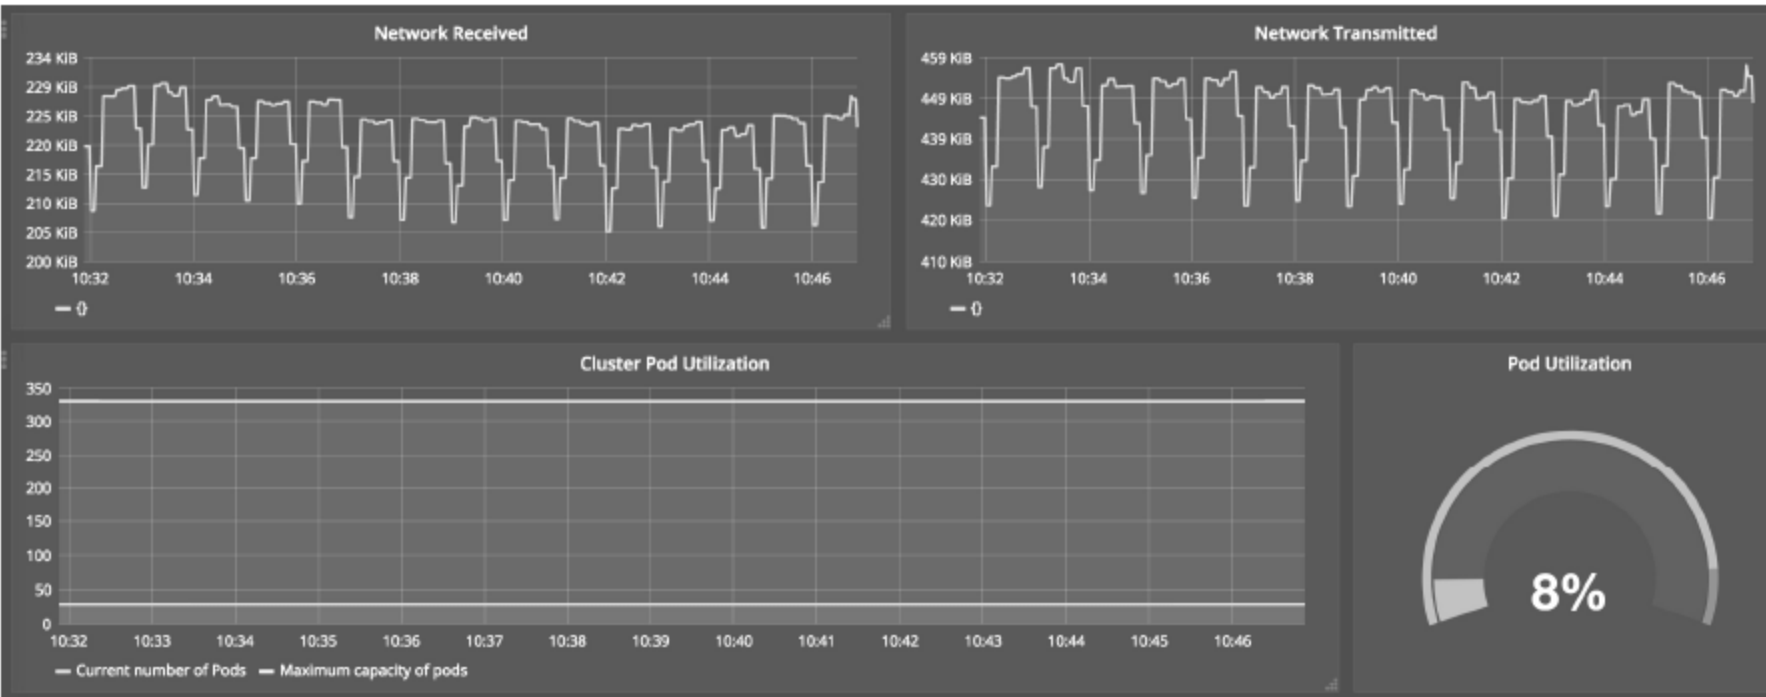 Network Received
234 KiB
229 KiB
225 KiB
220 KiB
215 KiB
210 KiB
205 KiB
200 KiB
10:32 10:34 10:36 10:38 10:40 10:42 10:44 10:46
{}
Network Transmitted
459 KiB
449 KiB
439 KiB
430 KiB
420 KiB
410 KiB
10:32 10:34 10:36 10:38 10:40 10:42 10:44 10:46
{}
Cluster Pod Utilization
350
300
250
200
150
100
50
0
10:32 10:33 10:34 10:35 10:36 10:37 10:38 10:39 10:40 10:41 10:42 10:43 10:44 10:45 10:46
Current number of Pods Maximum capacity of pods
Pod Utilization
8%